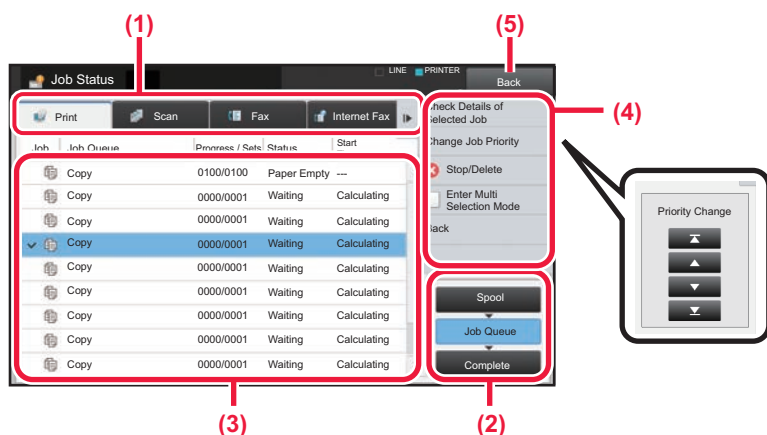 (1)
(5)
Job Status
LINE
PRINTER
Back
Print
Scan
Fax
Internet Fax
Check Details of
Selected Job
(4)
Change Job Priority
Stop/Delete
Enter Multi
Selection Mode
Back
Job
Job Queue
Progress / Sets
Status
Start
Copy 0100/0100 Paper Empty ---
Copy 0000/0001 Waiting Calculating
Copy 0000/0001 Waiting Calculating
Copy 0000/0001 Waiting Calculating
Copy 0000/0001 Waiting Calculating
Copy 0000/0001 Waiting Calculating
Copy 0000/0001 Waiting Calculating
Copy 0000/0001 Waiting Calculating
Copy 0000/0001 Waiting Calculating
Spool
Job Queue
Complete
Priority Change
(3)
(2)